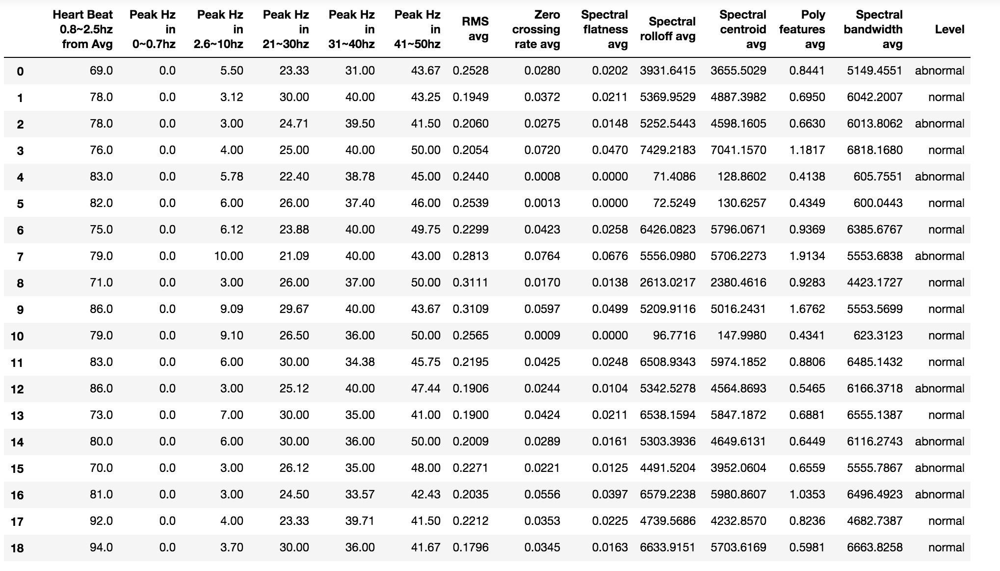 Heart Beat 0.8~2.5hz from Avg Peak Hz in 0~0.7hz Peak Hz in 2.6~10hz Peak Hz in 21~30hz Peak Hz in 31~40hz Peak Hz in 41~50hz RMS avg Zero crossing rate avg Spectral flatness avg Spectral rolloff avg Spectral centroid avg Poly features avg Spectral bandwidth avg Level
0 69.0 0.0 5.50 23.33 31.00 43.67 0.2528 0.0280 0.0202 3931.6415 3655.5029 0.8441 5149.4551 abnormal
1 78.0 0.0 3.12 30.00 40.00 43.25 0.1949 0.0372 0.0211 5369.9529 4887.3982 0.6950 6042.2007 normal
2 78.0 0.0 3.00 24.71 39.50 41.50 0.2060 0.0275 0.0148 5252.5443 4598.1605 0.6630 6013.8062 abnormal
3 76.0 0.0 4.00 25.00 40.00 50.00 0.2054 0.0720 0.0470 7429.2183 7041.1570 1.1817 6818.1680 normal
4 83.0 0.0 5.78 22.40 38.78 45.00 0.2440 0.0008 0.0000 71.4086 128.8602 0.4138 605.7551 abnormal
5 82.0 0.0 6.00 26.00 37.40 46.00 0.2539 0.0013 0.0000 72.5249 130.6257 0.4349 600.0443 normal
6 75.0 0.0 6.12 23.88 40.00 49.75 0.2299 0.0423 0.0258 6426.0823 5796.0671 0.9369 6385.6767 normal
7 79.0 0.0 10.00 21.09 40.00 43.00 0.2813 0.0764 0.0676 5556.0980 5706.2273 1.9134 5553.6838 abnormal
8 71.0 0.0 3.00 26.00 37.00 50.00 0.3111 0.0170 0.0138 2613.0217 2380.4616 0.9283 4423.1727 normal
9 86.0 0.0 9.09 29.67 40.00 43.67 0.3109 0.0597 0.0499 5209.9116 5016.2431 1.6762 5553.5699 normal
10 79.0 0.0 9.10 26.50 36.00 50.00 0.2565 0.0009 0.0000 96.7716 147.9980 0.4341 623.3123 normal
11 83.0 0.0 6.00 30.00 34.38 45.75 0.2195 0.0425 0.0248 6508.9343 5974.1852 0.8806 6485.1432 normal
12 86.0 0.0 3.00 25.12 40.00 47.44 0.1906 0.0244 0.0104 5342.5278 4564.8693 0.5465 6166.3718 abnormal
13 73.0 0.0 7.00 30.00 35.00 41.00 0.1900 0.0424 0.0211 6538.1594 5847.1872 0.6881 6555.1387 normal
14 80.0 0.0 6.00 30.00 36.00 50.00 0.2009 0.0289 0.0161 5303.3936 4649.6131 0.6449 6116.2743 abnormal
15 70.0 0.0 3.00 26.12 35.00 48.00 0.2271 0.0221 0.0125 4491.5204 3952.0604 0.6559 5555.7867 abnormal
16 81.0 0.0 3.00 24.50 33.57 42.43 0.2035 0.0556 0.0397 6579.2238 5980.8607 1.0353 6496.4923 abnormal
17 92.0 0.0 4.00 23.33 39.71 41.50 0.2212 0.0353 0.0225 4739.5686 4232.8570 0.8236 4682.7387 normal
18 94.0 0.0 3.70 30.00 36.00 41.67 0.1796 0.0345 0.0163 6633.9151 5703.6169 0.5981 6663.8258 normal